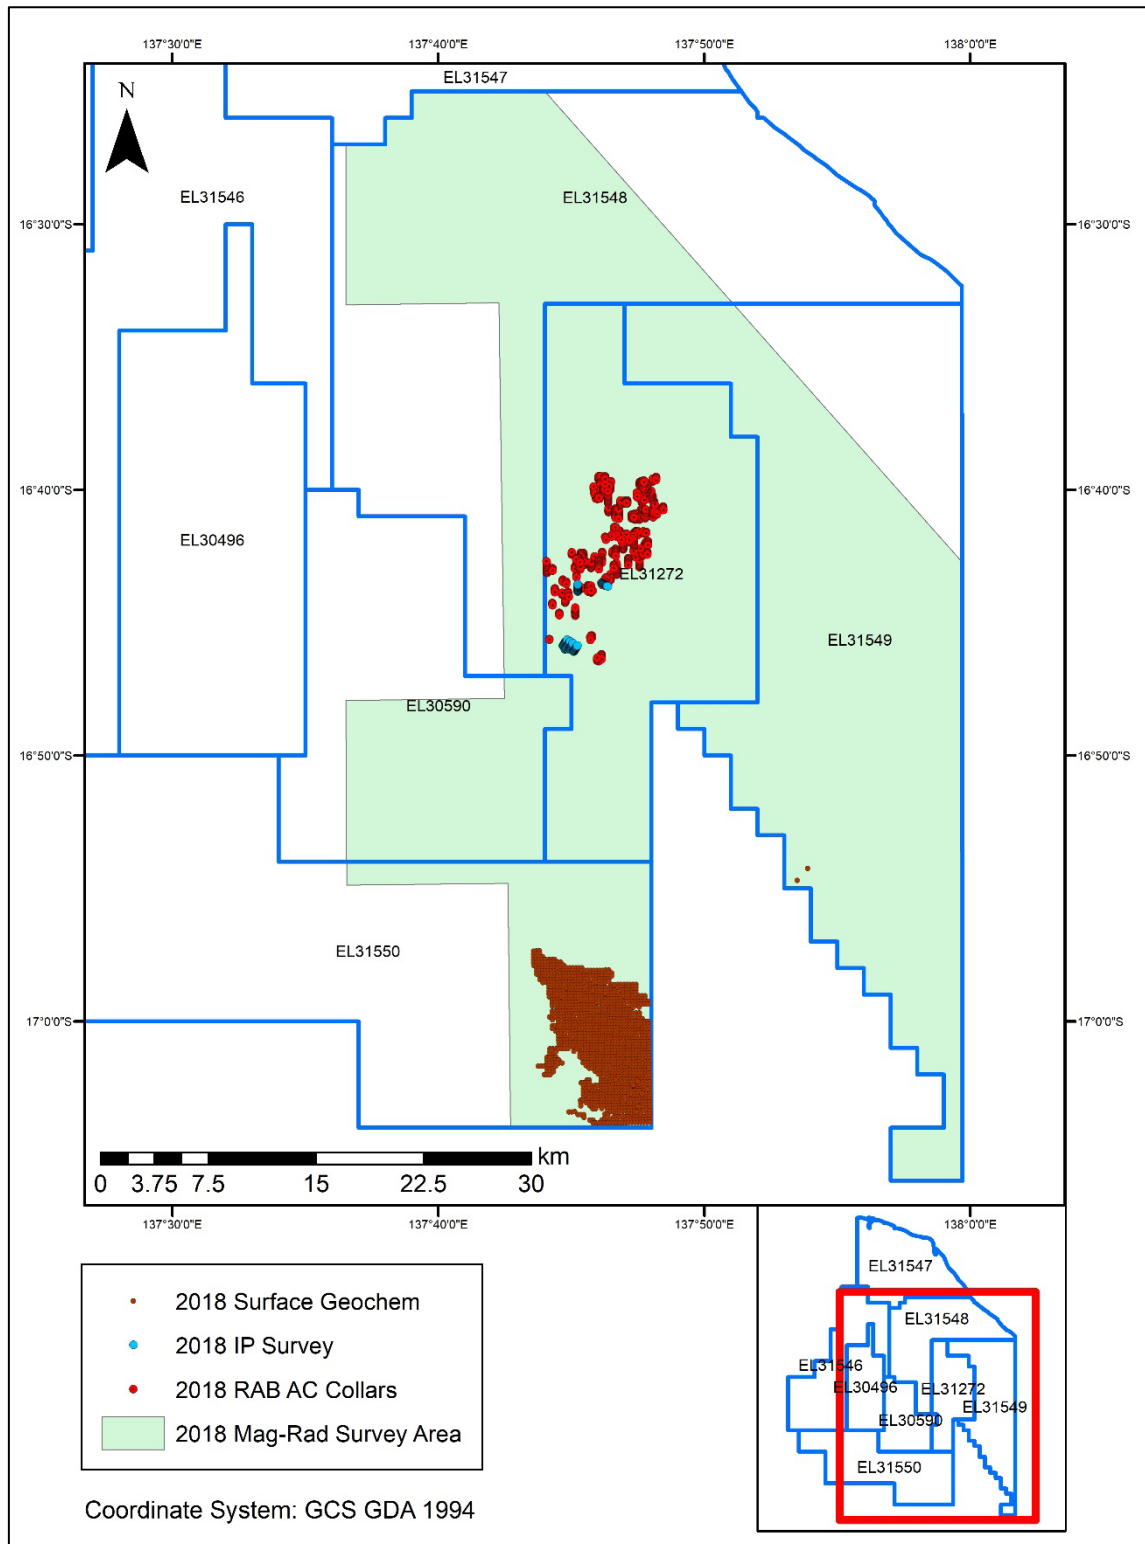 137°30'0"E 137°40'0"E 137°50'0"E 138°0'0"E
EL31547
N
EL31546
EL31548
16°30'0"S 16°30'0"S
16°40'0"S 16°40'0"S
EL30496
EL31272
EL31549
EL30590
16°50'0"S 16°50'0"S
EL31550
17°0'0"S 17°0'0"S
km
0 3.75 7.5 15 22.5 30
137°30'0"E 137°40'0"E 137°50'0"E 138°0'0"E
2018 Surface Geochem
2018 IP Survey
2018 RAB AC Collars
2018 Mag-Rad Survey Area
Coordinate System: GCS GDA 1994
EL31547
EL31548
EL31546
EL30496
EL31272
EL31549
EL30590
EL31550